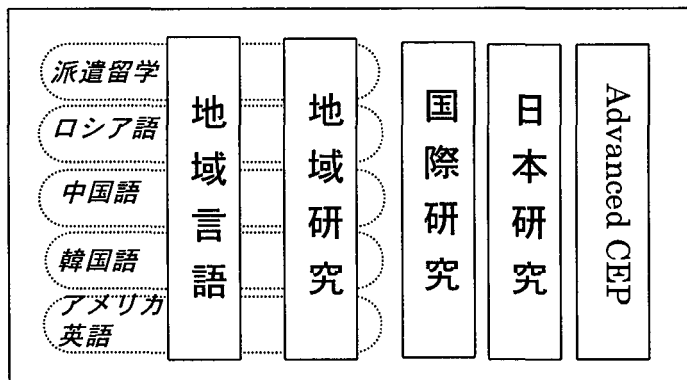 派遣留学
ロシア語
中国語
韓国語
アメリカ
英語
地域言語
地域研究
国際研究
日本研究
Advanced CEP